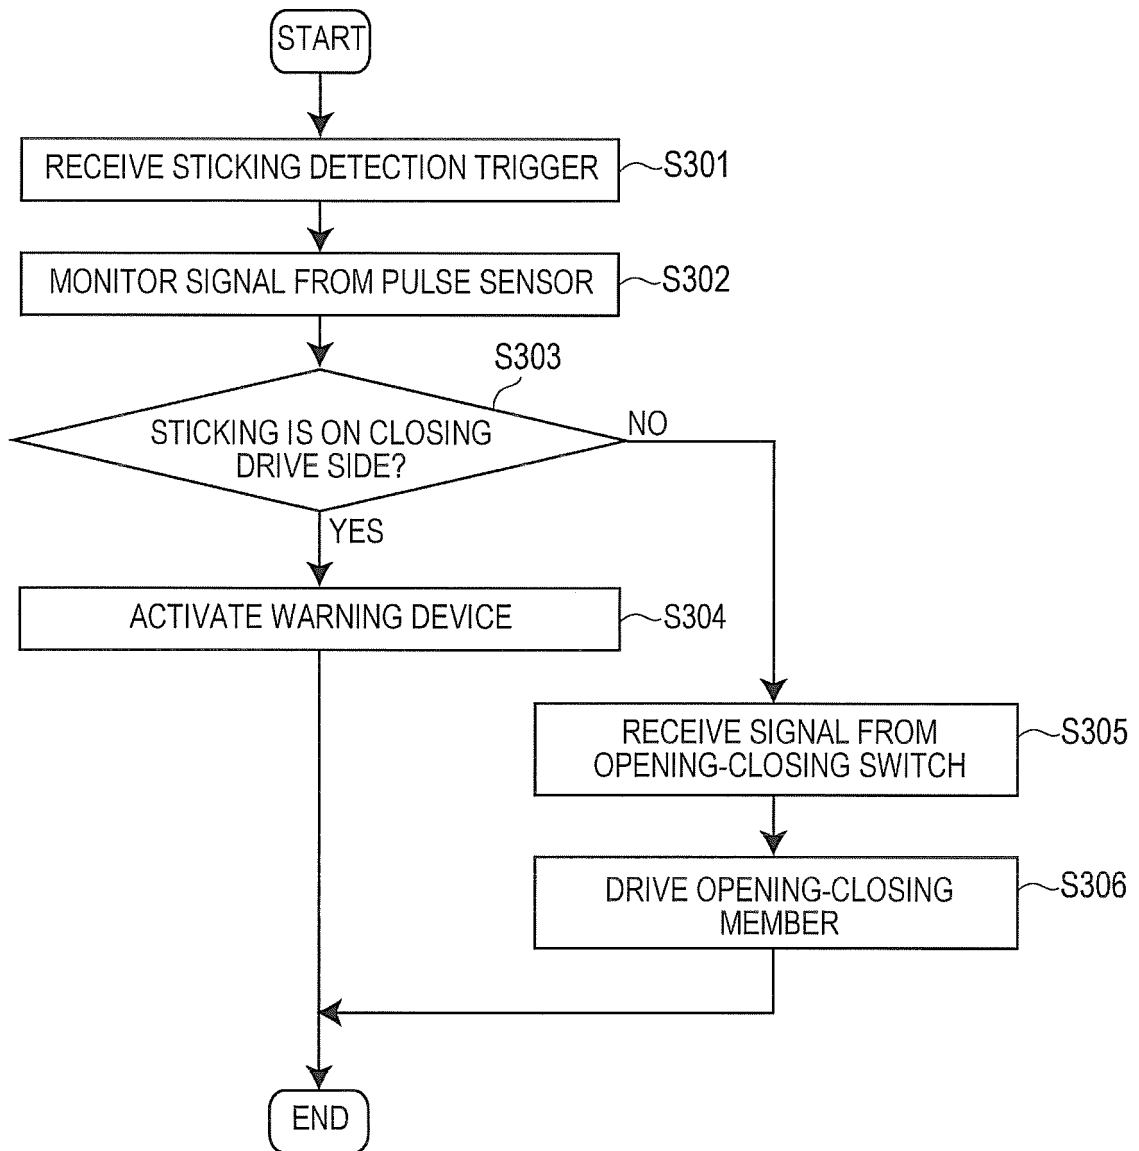 START
RECEIVE STICKING DETECTION TRIGGER
S301
MONITOR SIGNAL FROM PULSE SENSOR
S302
S303
STICKING IS ON CLOSING
DRIVE SIDE?
NO
YES
ACTIVATE WARNING DEVICE
S304
RECEIVE SIGNAL FROM
OPENING-CLOSING SWITCH
S305
DRIVE OPENING-CLOSING
MEMBER
S306
END